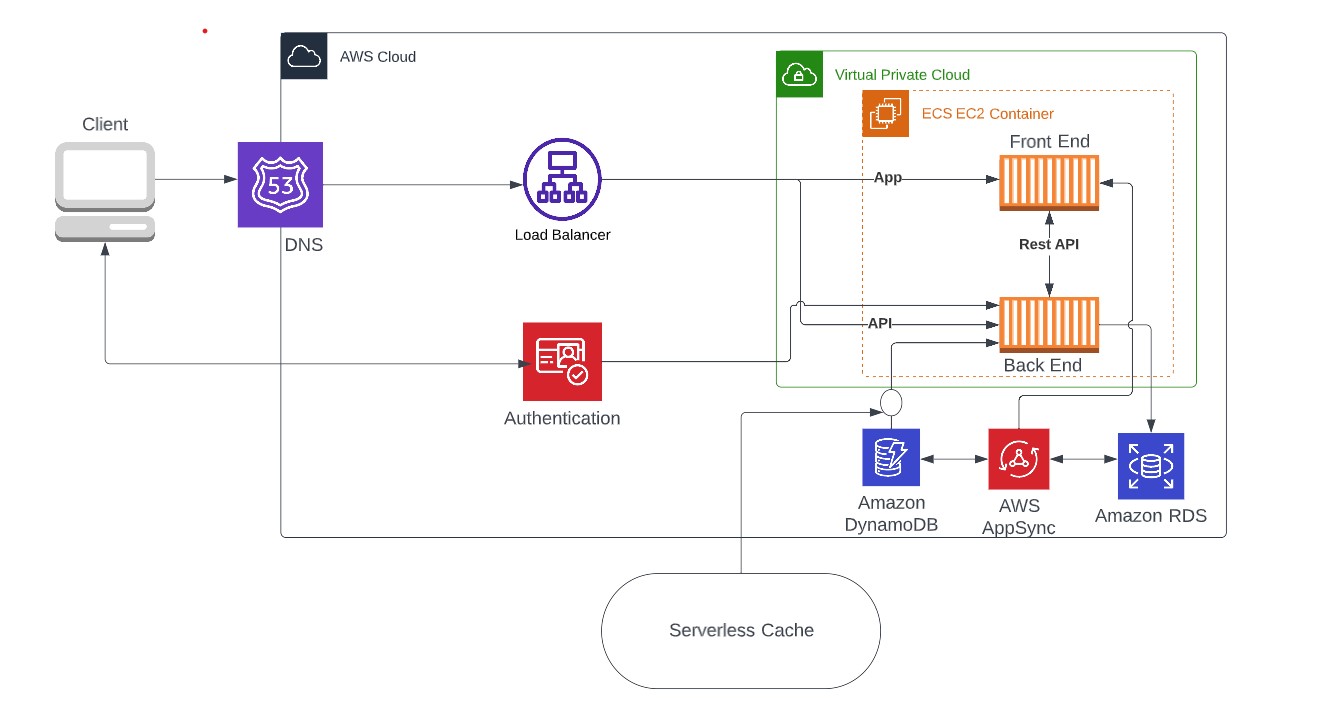 AWS Cloud
Virtual Private Cloud
ECS EC2 Container
Client
Front End
53
App
DNS
Load Balancer
Rest API
API
Back End
Authentication
Amazon
DynamoDB
AWS
AppSync
Amazon RDS
Serverless Cache